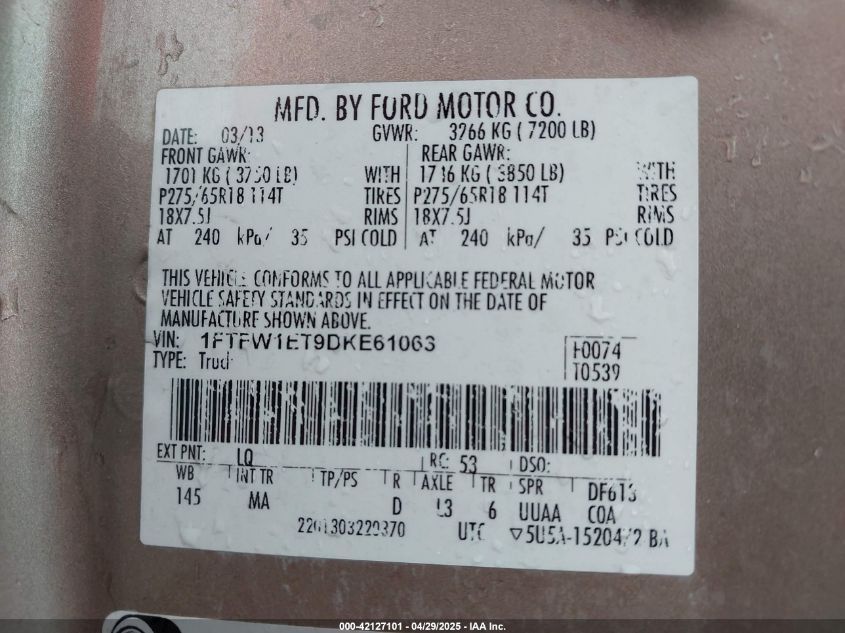 MFD. BY FORD MOTOR CO.
DATE: 03/13 GVWR: 3266 KG ( 7200 LB)
FRONT GAWR: REAR GAWR:
1701 KG ( 3750 LB) WITH 1746 KG ( 3850 LB) WITH
P275/65R18 114T TIRES P275/65R18 114T TIRES
18X7.5J RIMS 18X7.5J RIMS
AT 240 kPa/ 35 PSI COLD AT 240 kPa/ 35 PSI COLD
THIS VEHICLE CONFORMS TO ALL APPLICABLE FEDERAL MOTOR
VEHICLE SAFETY STANDARDS IN EFFECT ON THE DATE OF
MANUFACTURE SHOWN ABOVE.
VIN: 1FTFW1ET9DKE61063
TYPE: Truck
F0074
T0539
EXT PNT: LQ RC: 53 DSO:
WB INT TR TP/PS R AXLE TR SPR DF613
145 MA D L3 6 UUAA COA
UTC ▽5U5A-1520472-BA
000-42127101 - 04/29/2025 - IAA Inc.